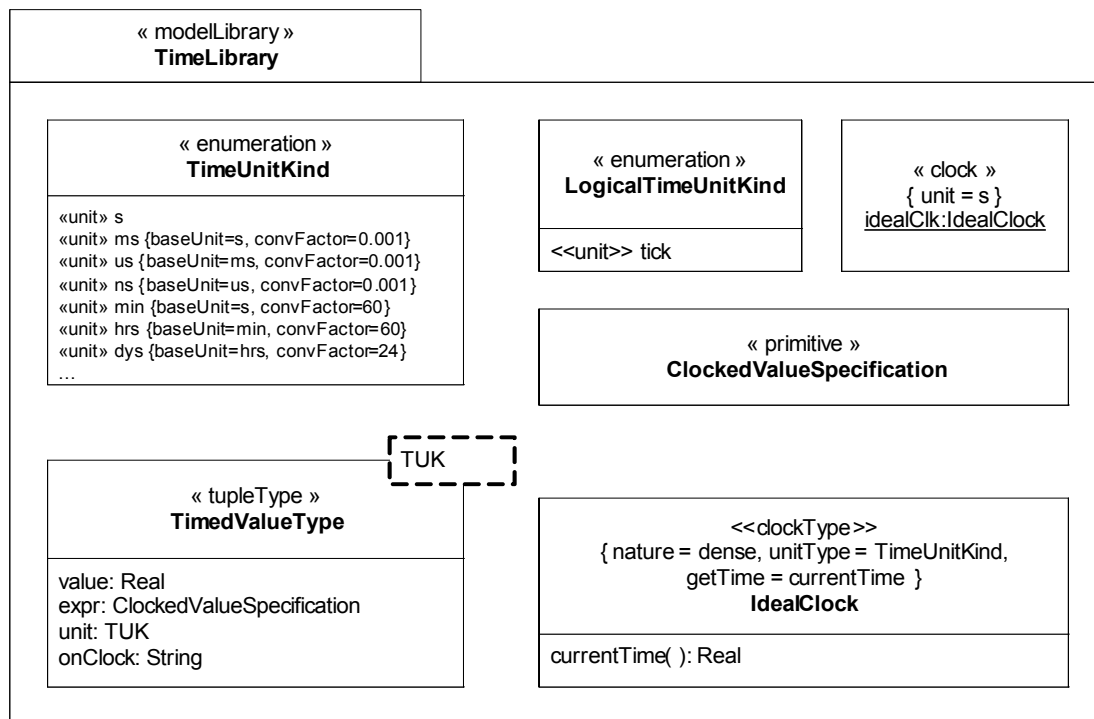 « modelLibrary »
TimeLibrary
« enumeration »
TimeUnitKind
«unit» s
«unit» ms {baseUnit=s, convFactor=0.001}
«unit» us {baseUnit=ms, convFactor=0.001}
«unit» ns {baseUnit=us, convFactor=0.001}
«unit» min {baseUnit=s, convFactor=60}
«unit» hrs {baseUnit=min, convFactor=60}
«unit» dys {baseUnit=hrs, convFactor=24}
...
« enumeration »
LogicalTimeUnitKind
<<unit>> tick
« clock »
{ unit = s }
idealClk:IdealClock
« primitive »
ClockedValueSpecification
TUK
« tupleType »
TimedValueType
value: Real
expr: ClockedValueSpecification
unit: TUK
onClock: String
<<clockType>>
{ nature = dense, unitType = TimeUnitKind,
getTime = currentTime }
IdealClock
currentTime( ): Real